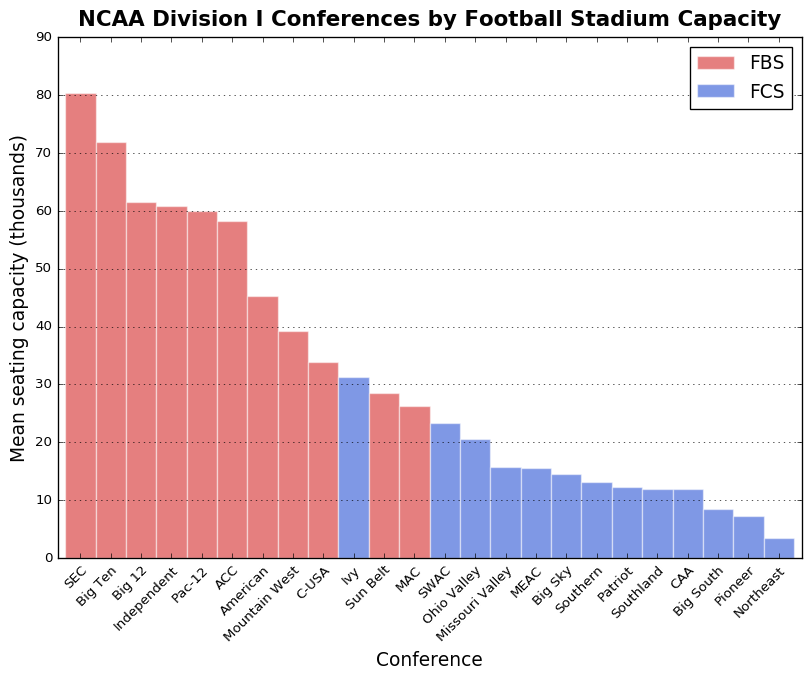 NCAA Division I Conferences by Football Stadium Capacity
FBS
FCS
Mean seating capacity (thousands)
90
80
70
60
50
40
30
20
10
0
SEC
Big Ten
Big 12
Independent
Pac-12
ACC
American
Mountain West
C-USA
Ivy
Sun Belt
MAC
SWAC
Ohio Valley
Missouri Valley
MEAC
Big Sky
Southern
Patriot
Southland
CAA
Big South
Pioneer
Northeast
Conference